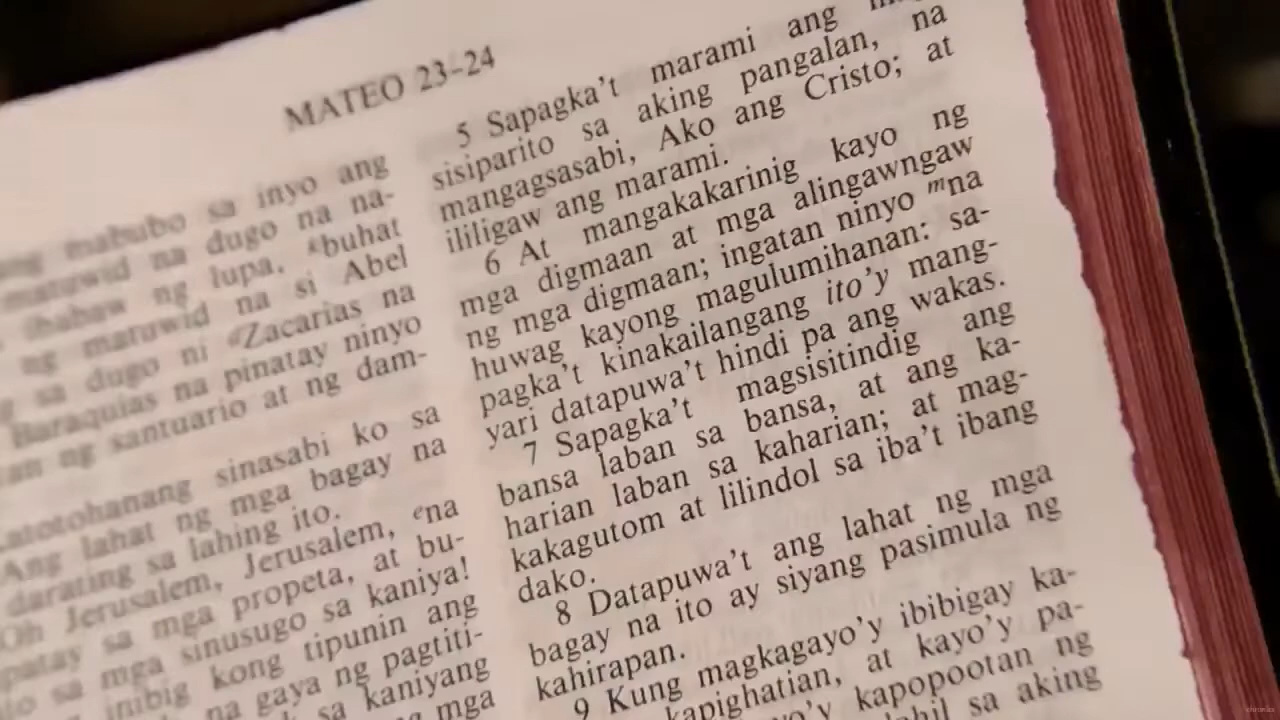 MATEO 23-24
mabubo sa inyo ang
matuwid na dugo na na-
ibabaw ng lupa, buhat
ng matuwid na si Abel
sa dugo ni Zacarias na
Baraquias na pinatay ninyo
ng santuario at ng dam-
sinasabi ko sa
Ang lahat ng mga bagay na
darating sa lahing ito.
Oh Jerusalem, Jerusalem, ᵉna
sa mga propeta, at bu-
sa mga sinusugo sa kaniya!
inibig kong tipunin ang
na gaya ng pagtiti-
sa kaniyang
mga
5 Sapagka't marami ang
sisiparito sa aking pangalan, na
mangagsasabi, Ako ang Cristo; at
ililigaw ang marami.
6 At mangakakarinig kayo ng
mga digmaan at mga alingawngaw
ng mga digmaan; ingatan ninyo ᵐna
huwag kayong magulumihanan: sa-
pagka't kinakailangang ito'y mang-
yari datapuwa't hindi pa ang wakas.
7 Sapagka't magsisitindig ang
bansa laban sa bansa, at ang ka-
harian laban sa kaharian; at mag-
kakagutom at lilindol sa iba't ibang
dako.
8 Datapuwa't ang lahat ng mga
bagay na ito ay siyang pasimula ng
kahirapan.
9 Kung magkagayo'y ibibigay ka-
kapighatian, at kayo'y pa-
kapopootan ng
sa aking